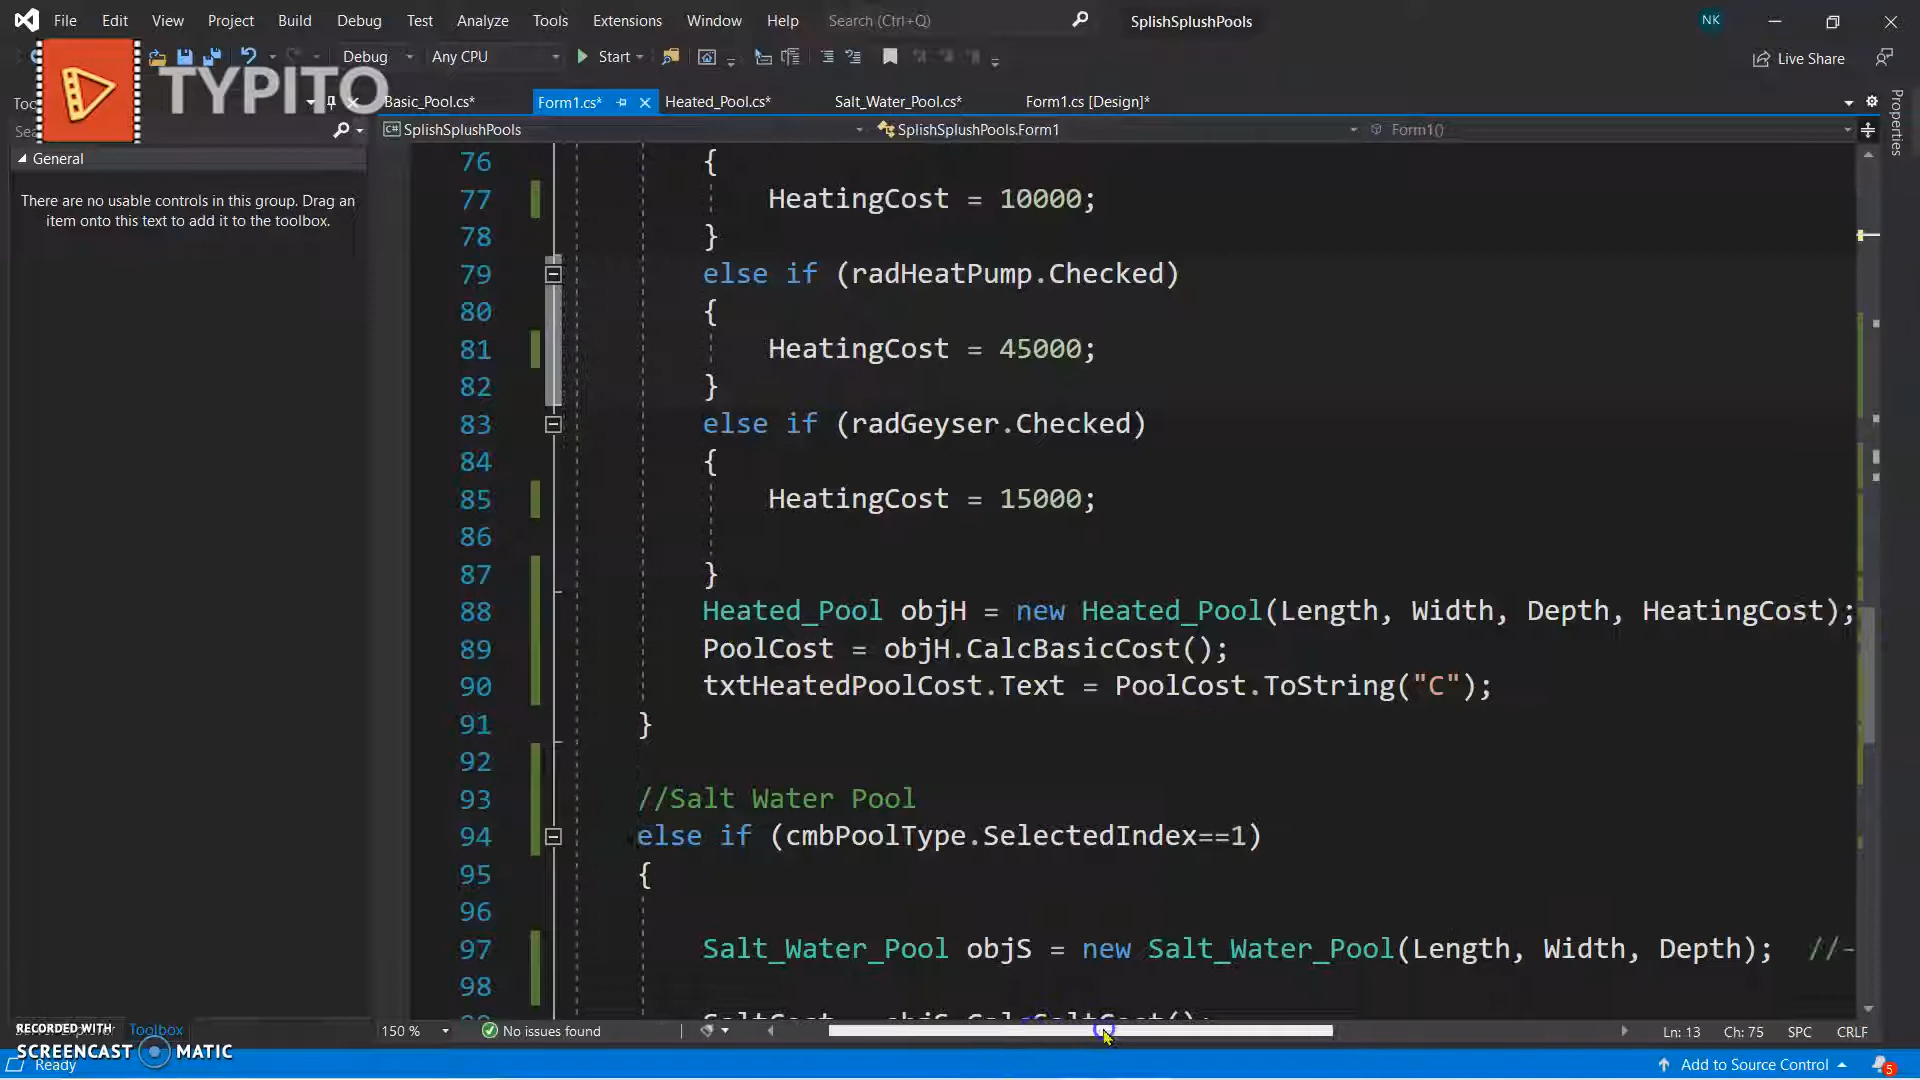 File Edit View Project Build Debug Test Analyze Tools Extensions Window Help Search (Ctrl+Q) SplishSplushPools NK
Debug Any CPU Start Live Share
TYPITO
Basic_Pool.cs* Form1.cs* Heated_Pool.cs* Salt_Water_Pool.cs* Form1.cs [Design]*
SplishSplushPools SplishSplushPools.Form1 Form1()
Properties
General
There are no usable controls in this group. Drag an
item onto this text to add it to the toolbox.
76 {
77 HeatingCost = 10000;
78 }
79 else if (radHeatPump.Checked)
80 {
81 HeatingCost = 45000;
82 }
83 else if (radGeyser.Checked)
84 {
85 HeatingCost = 15000;
86
87 }
88 Heated_Pool objH = new Heated_Pool(Length, Width, Depth, HeatingCost);
89 PoolCost = objH.CalcBasicCost();
90 txtHeatedPoolCost.Text = PoolCost.ToString("C");
91 }
92
93 //Salt Water Pool
94 else if (cmbPoolType.SelectedIndex==1)
95 {
96
97 Salt_Water_Pool objS = new Salt_Water_Pool(Length, Width, Depth); //-
98
Toolbox 150 % No issues found Ln: 13 Ch: 75 SPC CRLF
RECORDED WITH
SCREENCAST MATIC
Ready Add to Source Control 5